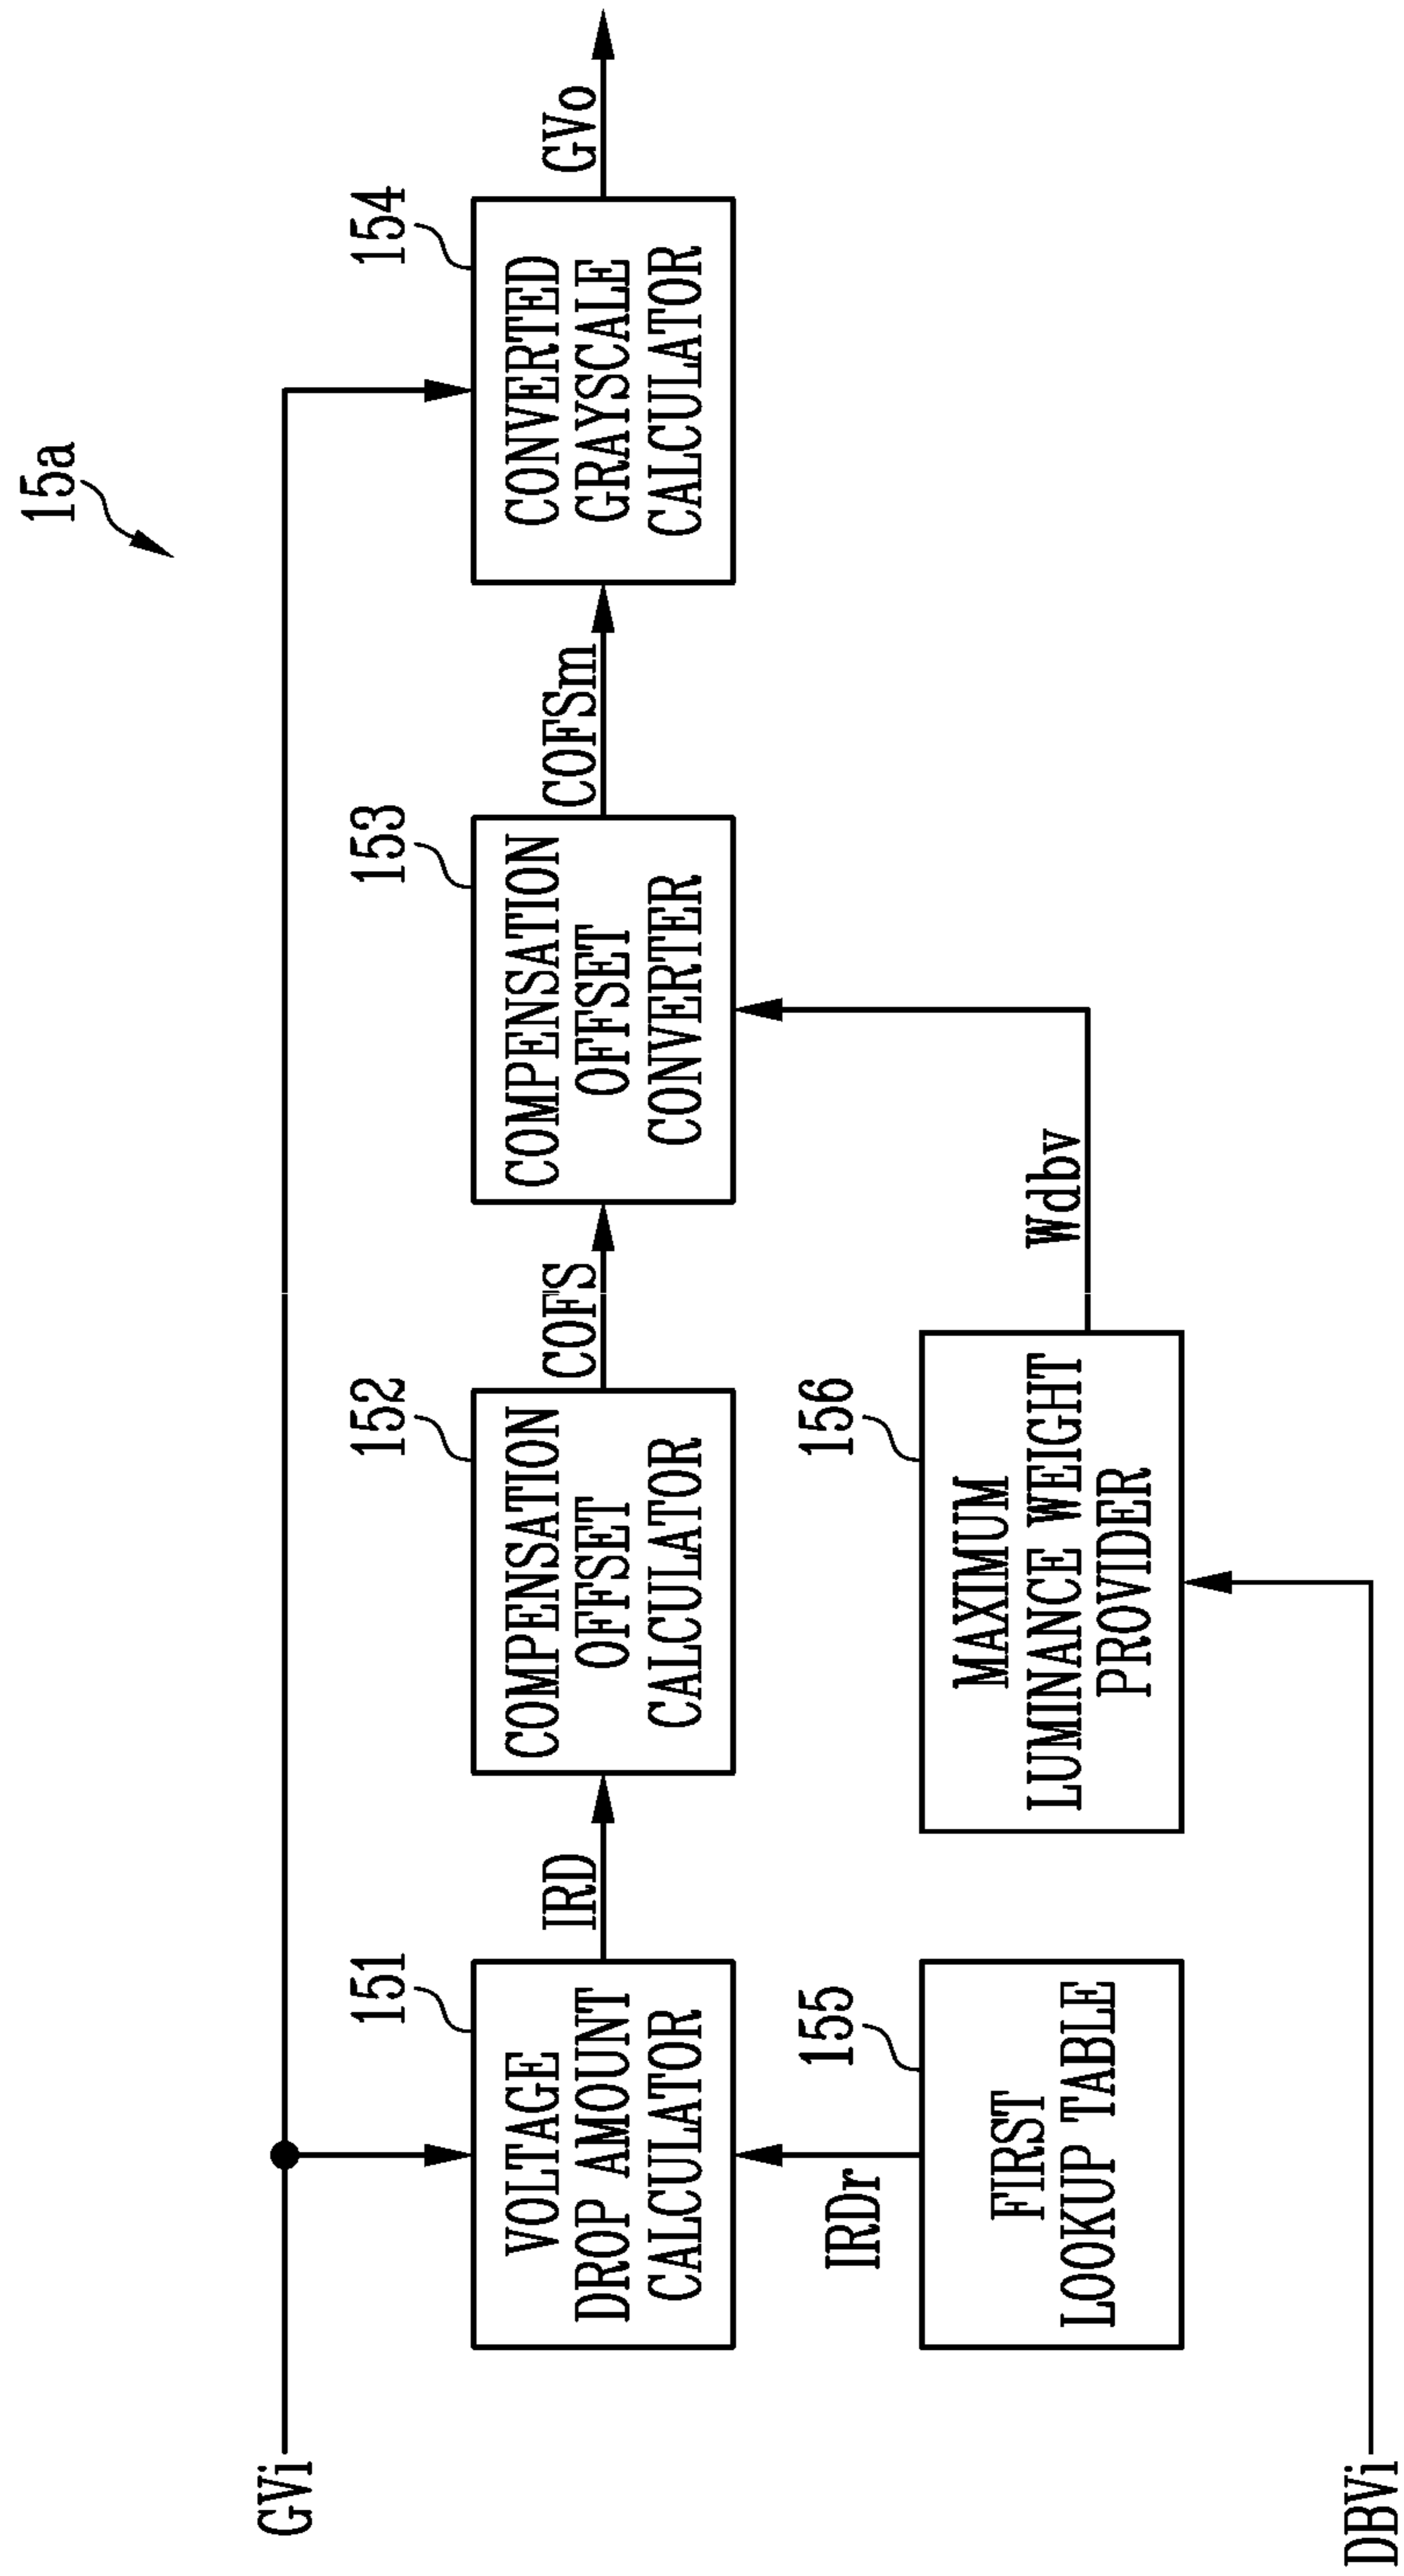 15a
GVi
151
VOLTAGE
DROP AMOUNT
CALCULATOR
IRD
152
COMPENSATION
OFFSET
CALCULATOR
COFS
153
COMPENSATION
OFFSET
CONVERTER
COFSm
154
CONVERTED
GRAYSCALE
CALCULATOR
GVo
IRDr
155
FIRST
LOOKUP TABLE
156
MAXIMUM
LUMINANCE WEIGHT
PROVIDER
Wdbv
DBVi